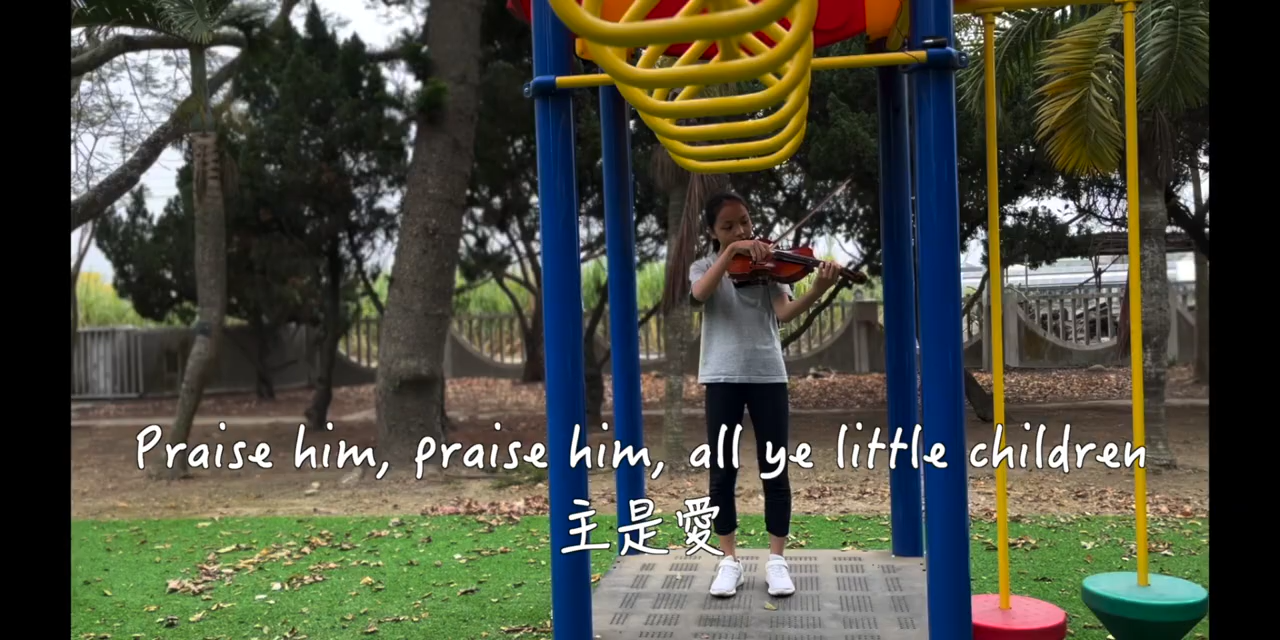 Praise him, praise him, all ye little children
主是愛